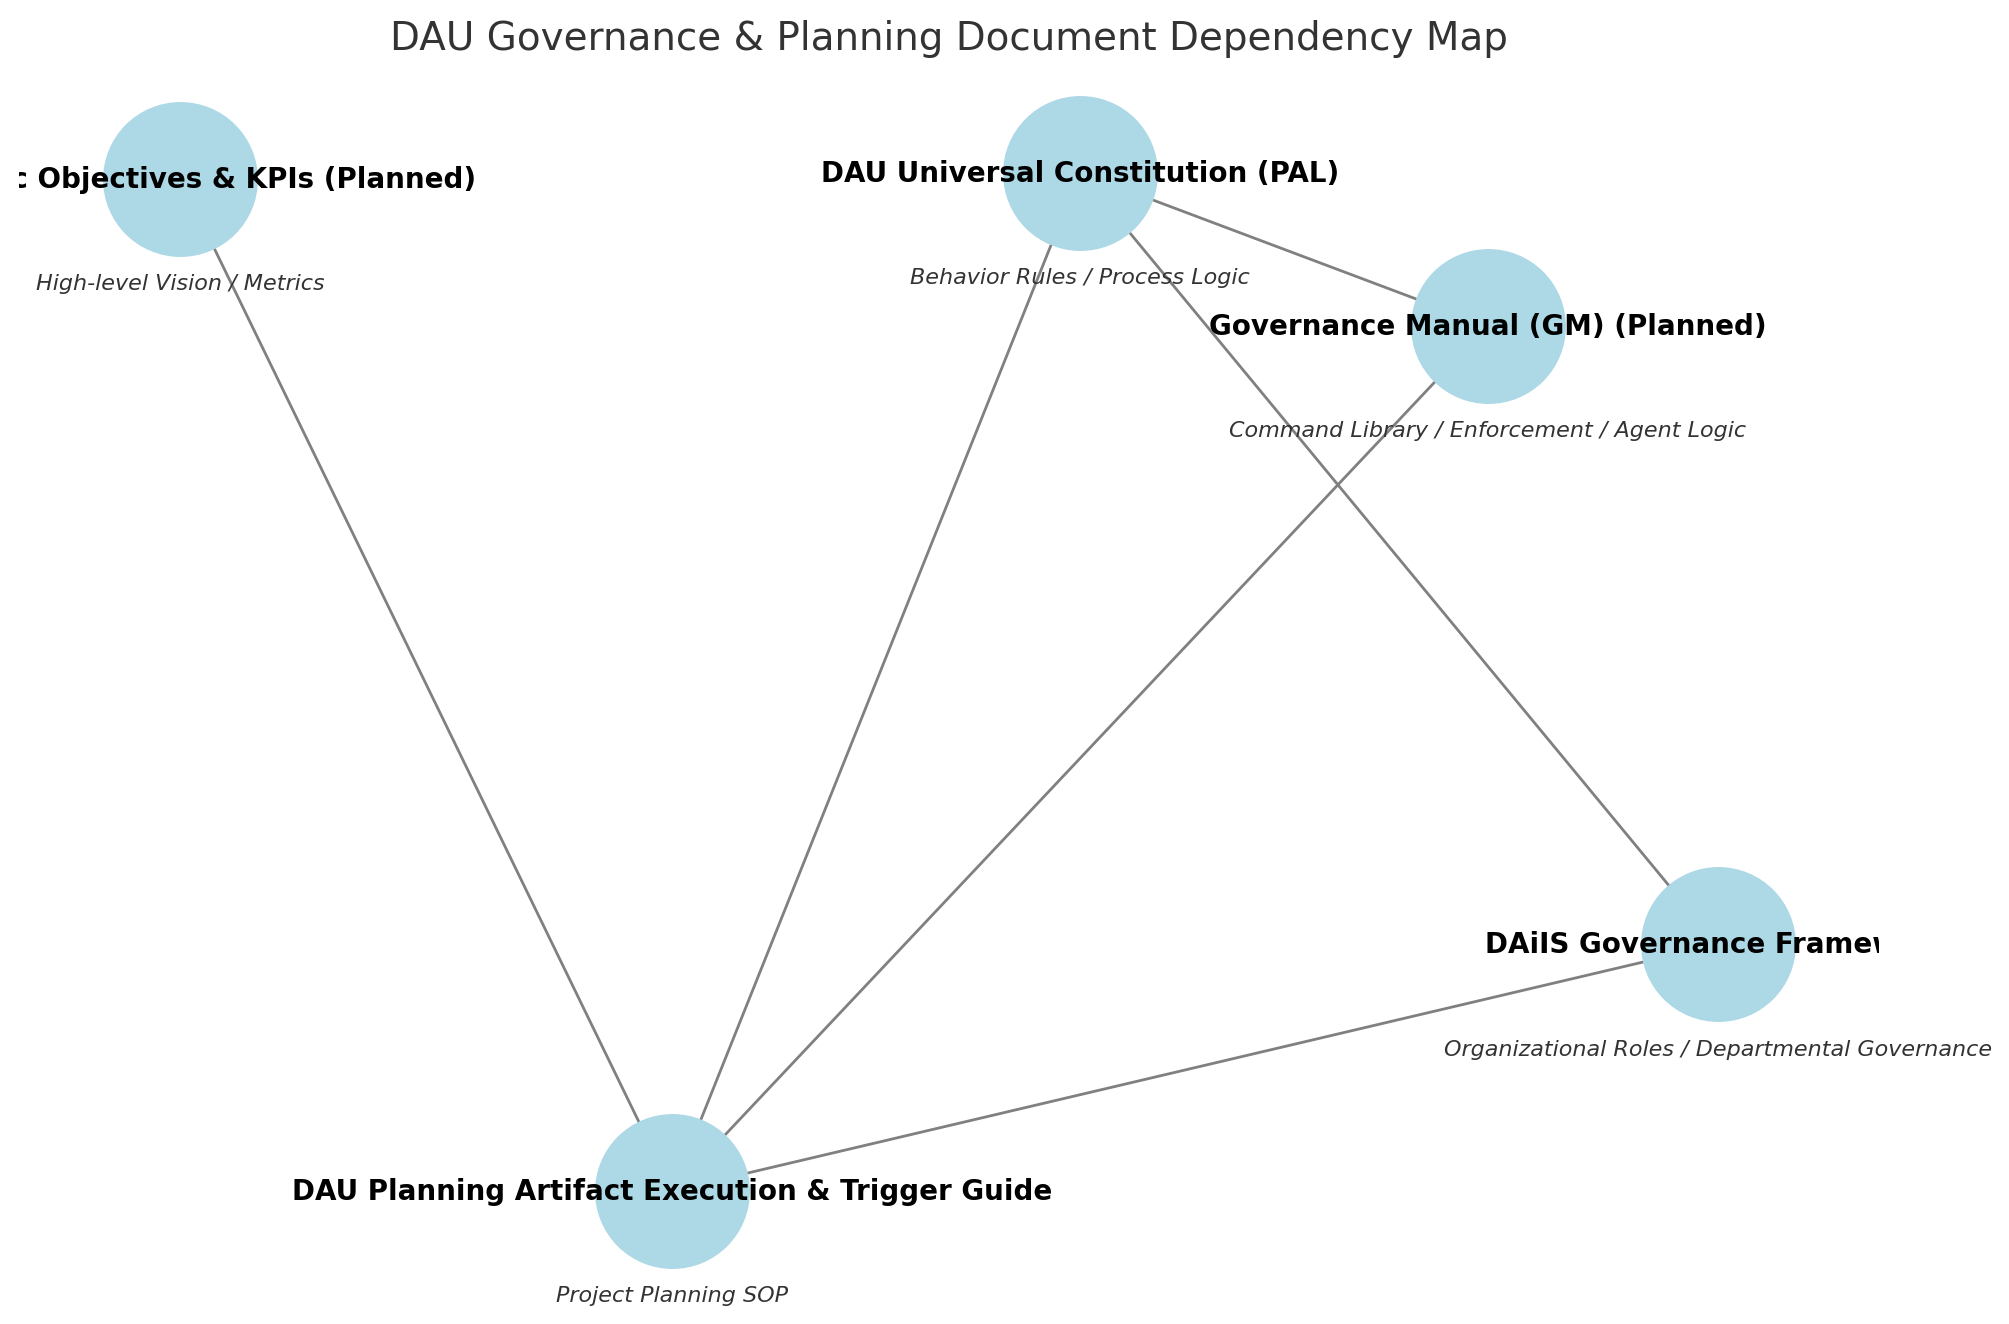 DAU Governance & Planning Document Dependency Map
c Objectives & KPIs (Planned)
High-level Vision / Metrics
DAU Universal Constitution (PAL)
Behavior Rules / Process Logic
Governance Manual (GM) (Planned)
Command Library / Enforcement / Agent Logic
DAiIS Governance
Organizational Roles / Departmental Governance
DAU Planning Artifact Execution & Trigger Guide
Project Planning SOP